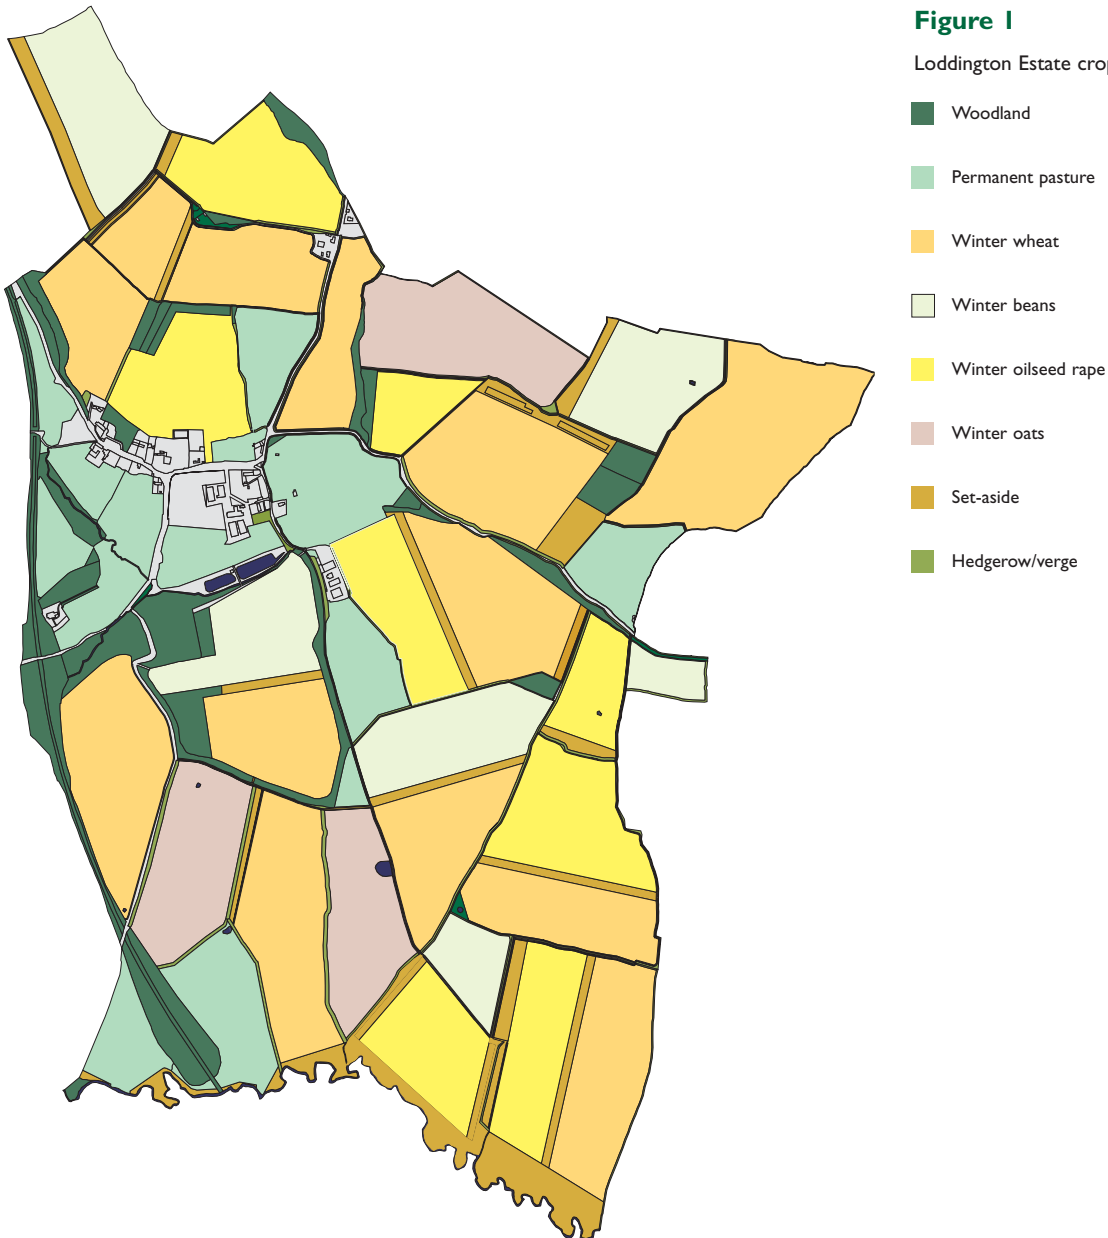 Figure 1
Loddington Estate
Woodland
Permanent pasture
Winter wheat
Winter beans
Winter oilseed rape
Winter oats
Set-aside
Hedgerow/verge